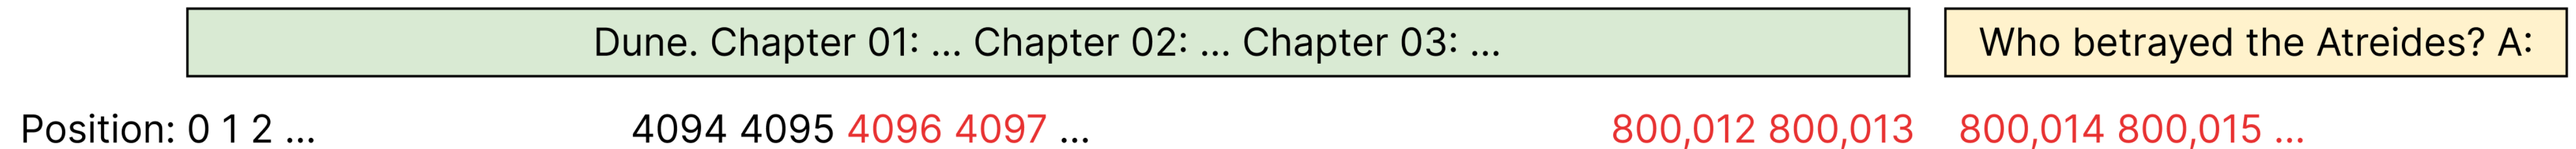 Dune. Chapter 01: ... Chapter 02: ... Chapter 03: ...
Who betrayed the Atreides? A:
Position: 0 1 2 ... 4094 4095 4096 4097 ... 800,012 800,013 800,014 800,015 ...